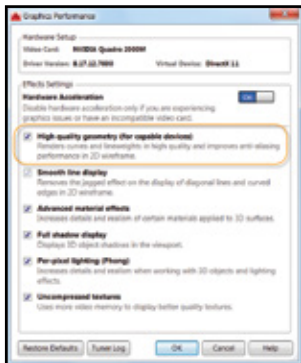 Graphics Performance
Hardware Setup
Video Card: NVIDIA Quadro 2000M
Driver Version: 8.17.12.7000 Virtual Device: DirectX 11
Effects Settings
Hardware Acceleration On
Disable hardware acceleration only if you are experiencing
graphics issues or have an incompatible video card.
High quality geometry (for capable devices)
Renders curves and lineweights in high quality and improves anti-aliasing
performance in 2D wireframe.
Smooth line display
Removes the jagged effect on the display of diagonal lines and curved
edges in 2D wireframe.
Advanced material effects
Increases details and realism of certain materials applied to 3D surfaces.
Full shadow display
Displays 3D object shadows in the viewport.
Per-pixel lighting (Phong)
Increases details and realism when working with 3D objects and lighting
effects.
Uncompressed textures
Uses more video memory to display better quality textures.
Restore Defaults Tuner Log OK Cancel Help